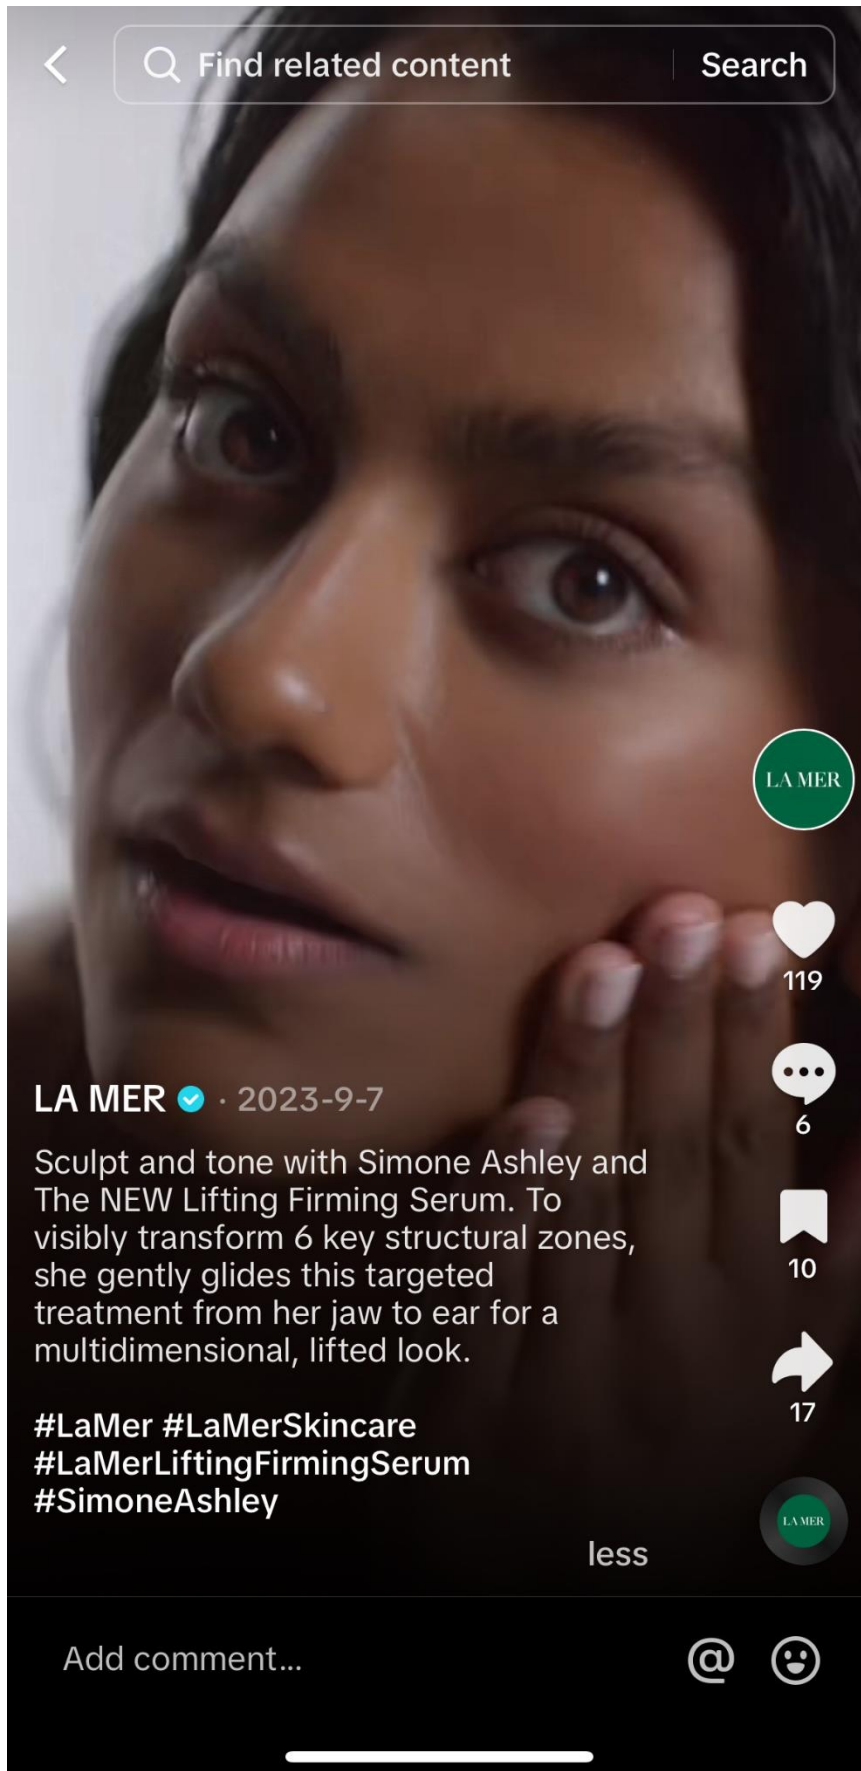 Find related content Search
LA MER
119
6
10
17
LA MER · 2023-9-7
Sculpt and tone with Simone Ashley and
The NEW Lifting Firming Serum. To
visibly transform 6 key structural zones,
she gently glides this targeted
treatment from her jaw to ear for a
multidimensional, lifted look.
#LaMer #LaMerSkincare
#LaMerLiftingFirmingSerum
#SimoneAshley
LA MER
less
Add comment... @